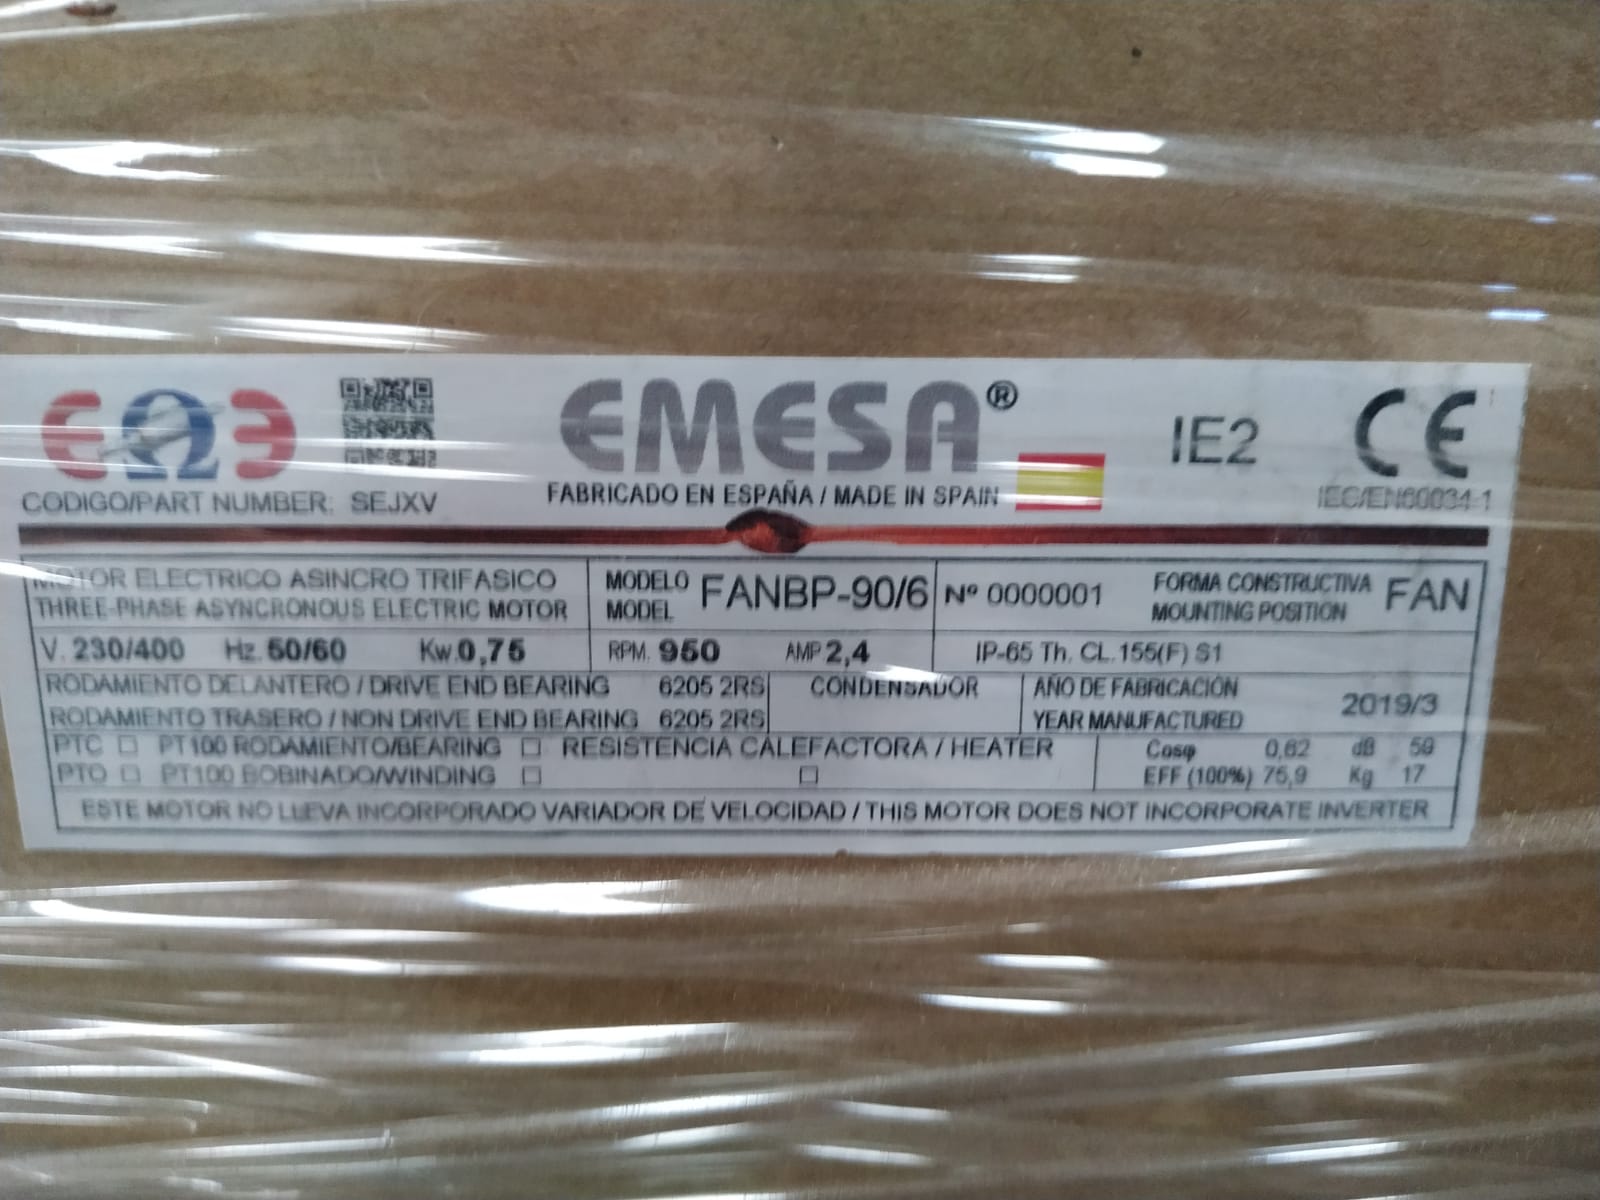 EMESA®
IE2
CE
CODIGO/PART NUMBER: SEJXV
FABRICADO EN ESPAÑA / MADE IN SPAIN
IEC/EN60034-1
MOTOR ELECTRICO ASINCRO TRIFASICO
THREE-PHASE ASYNCRONOUS ELECTRIC MOTOR
MODELO
MODEL
FANBP-90/6
Nº 0000001
FORMA CONSTRUCTIVA
MOUNTING POSITION
FAN
V. 230/400 Hz. 50/60 Kw. 0,75 RPM. 950 AMP 2,4 IP-65 Th. CL. 155(F) S1
RODAMIENTO DELANTERO / DRIVE END BEARING 6205 2RS
RODAMIENTO TRASERO / NON DRIVE END BEARING 6205 2RS
CONDENSADOR
AÑO DE FABRICACIÓN
YEAR MANUFACTURED
2019/3
PTC □ PT100 RODAMIENTO/BEARING □ RESISTENCIA CALEFACTORA / HEATER
PTO □ PT100 BOBINADO/WINDING □ □
Cosφ 0,62 dB 59
EFF (100%) 75,9 Kg 17
ESTE MOTOR NO LLEVA INCORPORADO VARIADOR DE VELOCIDAD / THIS MOTOR DOES NOT INCORPORATE INVERTER